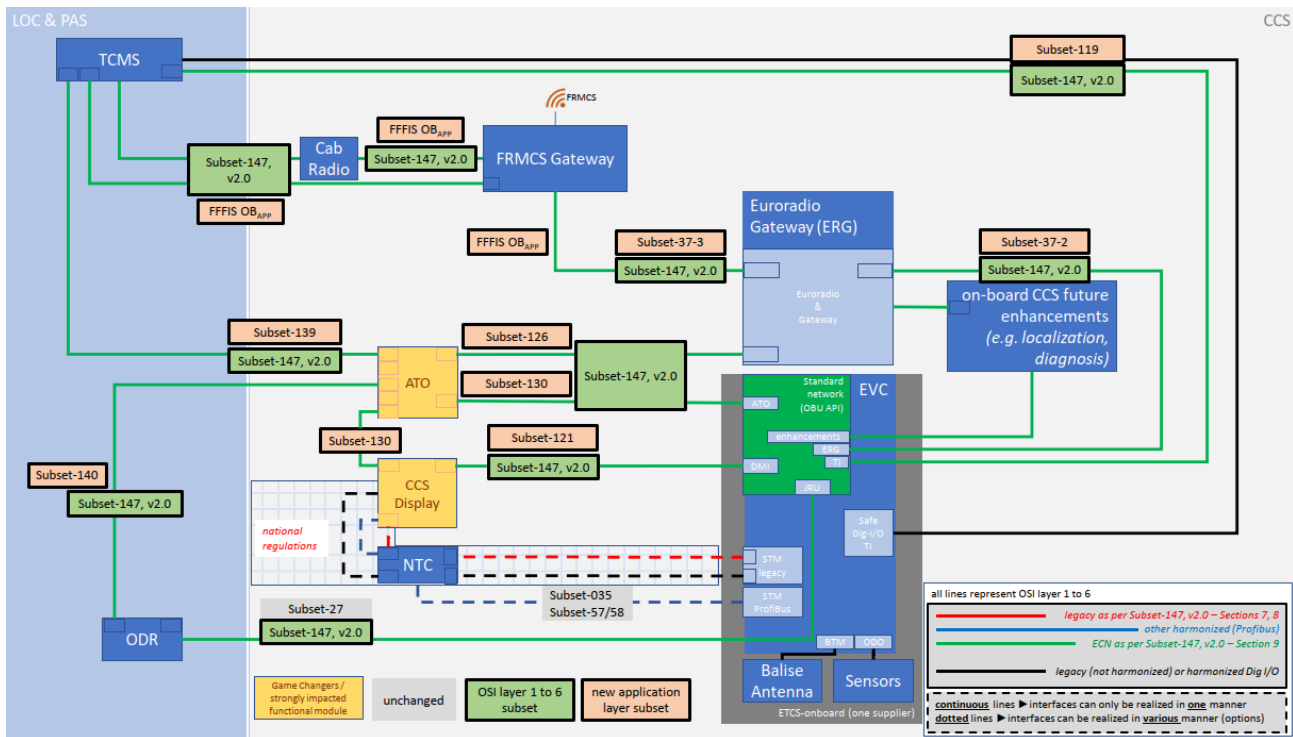 LOC & PAS
CCS
TCMS
Subset-119
Subset-147, v2.0
FRMCS
FFFIS OBAPP
Cab
Radio
Subset-147, v2.0
FRMCS Gateway
Subset-147,
v2.0
FFFIS OBAPP
Euroradio
Gateway (ERG)
FFFIS OBAPP
Subset-37-3
Subset-147, v2.0
Subset-37-2
Subset-147, v2.0
Euroradio
&
Gateway
on-board CCS future
enhancements
(e.g. localization,
diagnosis)
Subset-139
Subset-147, v2.0
Subset-126
Subset-147, v2.0
ATO
Subset-130
Standard
network
(OBU API)
EVC
ATO
enhancements
ERG
TI
DMI
JRU
Subset-130
Subset-121
Subset-147, v2.0
Subset-140
Subset-147, v2.0
CCS
Display
national
regulations
NTC
Safe
Dig-I/O
TI
STM
legacy
STM
ProfiBus
Subset-035
Subset-57/58
Subset-27
Subset-147, v2.0
ODR
BTM
ODO
Balise
Antenna
Sensors
ETCS-onboard (one supplier)
Game Changers /
strongly impacted
functional module
unchanged
OSI layer 1 to 6
subset
new application
layer subset
all lines represent OSI layer 1 to 6
legacy as per Subset-147, v2.0 – Sections 7, 8
other harmonized (Profibus)
ECN as per Subset-147, v2.0 – Section 9
legacy (not harmonized) or harmonized Dig I/O
continuous lines ► interfaces can only be realized in one manner
dotted lines ► interfaces can be realized in various manner (options)